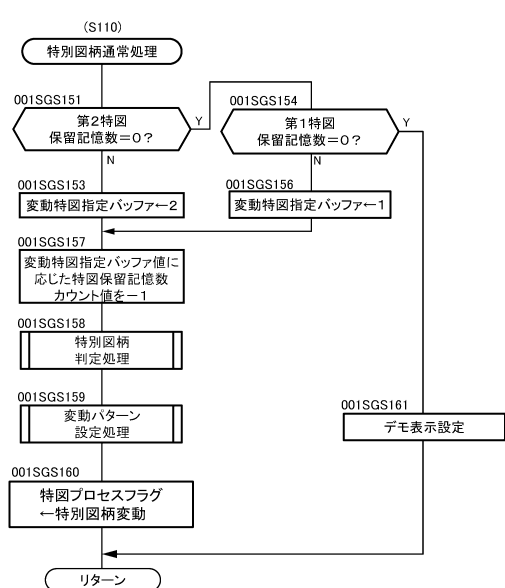 (S110)
特別図柄通常処理
001SGS151
第2特図
保留記憶数=0?
Y
N
001SGS154
第1特図
保留記憶数=0?
Y
N
001SGS153
変動特図指定バッファ←2
001SGS156
変動特図指定バッファ←1
001SGS157
変動特図指定バッファ値に
応じた特図保留記憶数
カウント値を-1
001SGS158
特別図柄
判定処理
001SGS159
変動パターン
設定処理
001SGS161
デモ表示設定
001SGS160
特図プロセスフラグ
←特別図柄変動
リターン